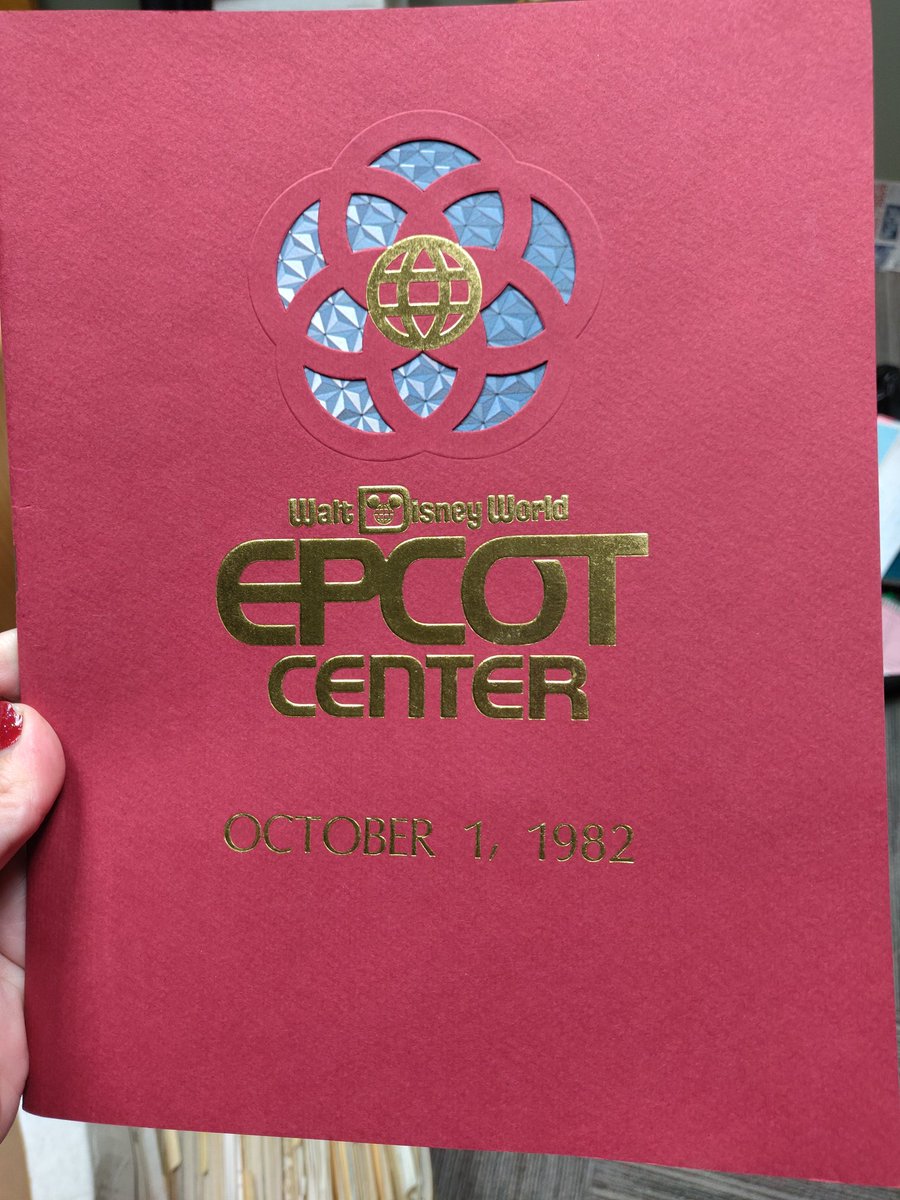 Walt Disney World
EPCOT
CENTER
OCTOBER 1, 1982